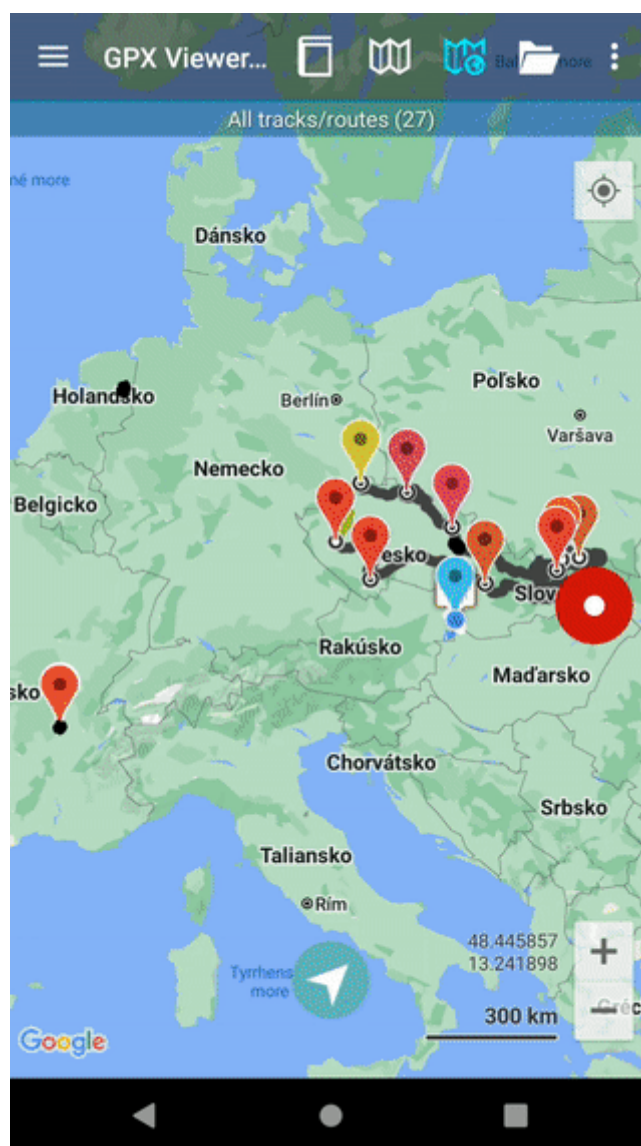 GPX Viewer...
Bal more
All tracks/routes (27)
né more
Dánsko
Holandsko
Berlín
Poľsko
Varšava
Nemecko
Belgicko
esko
Slov
Rakúsko
Maďarsko
sko
Chorvátsko
Srbsko
Taliansko
Rím
48.445857
13.241898
Tyrrhens
more
300 km
Gréc
Google